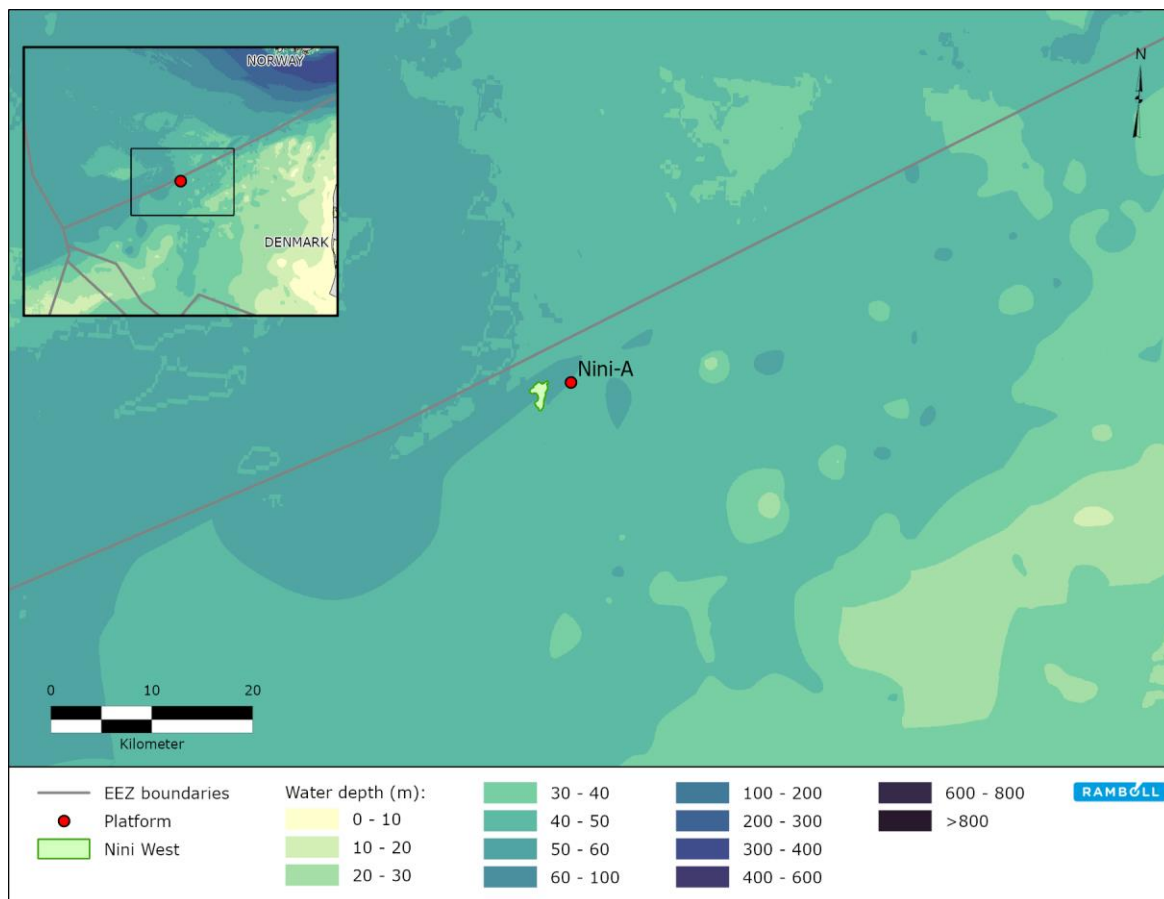 NORWAY
DENMARK
N
Nini-A
0 10 20
Kilometer
EEZ boundaries
Platform
Nini West
Water depth (m):
0 - 10
10 - 20
20 - 30
30 - 40
40 - 50
50 - 60
60 - 100
100 - 200
200 - 300
300 - 400
400 - 600
600 - 800
>800
RAMBOLL